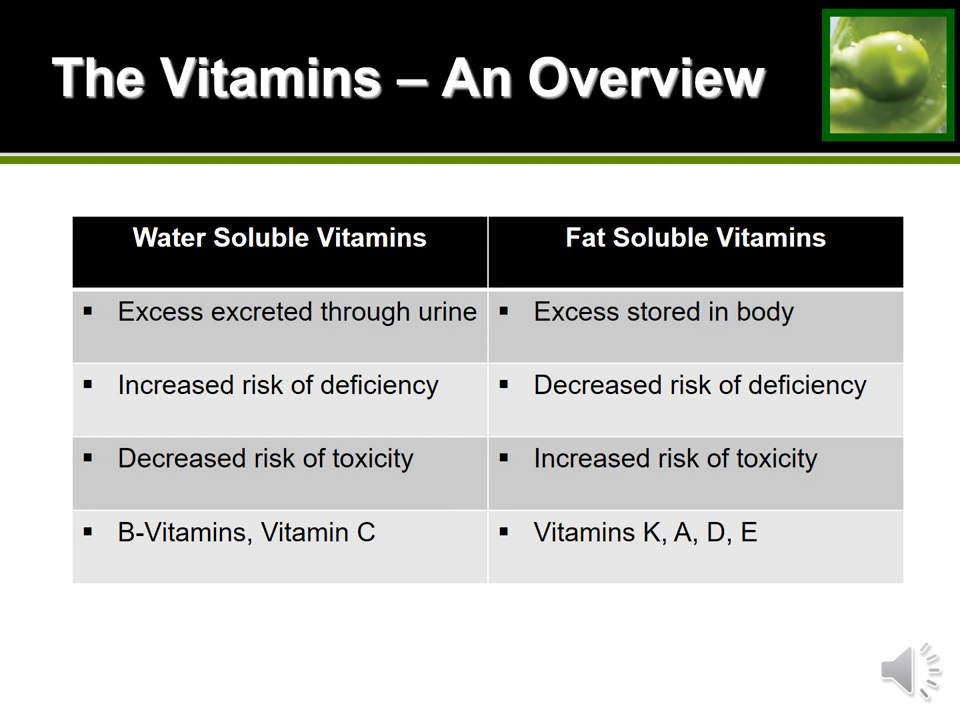 The Vitamins – An Overview
Water Soluble Vitamins
Fat Soluble Vitamins
▪ Excess excreted through urine
▪ Excess stored in body
▪ Increased risk of deficiency
▪ Decreased risk of deficiency
▪ Decreased risk of toxicity
▪ Increased risk of toxicity
▪ B-Vitamins, Vitamin C
▪ Vitamins K, A, D, E